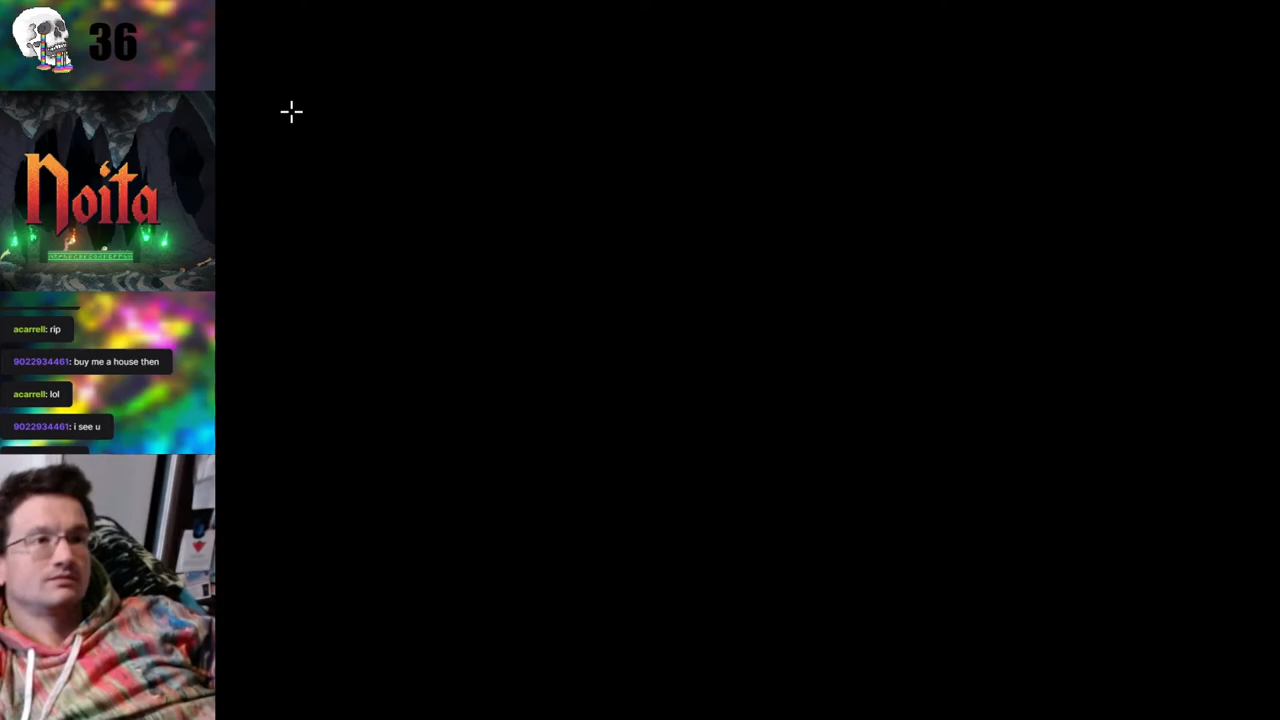 36
Noita
acarrell: rip
9022934461: buy me a house then
acarrell: lol
9022934461: i see u